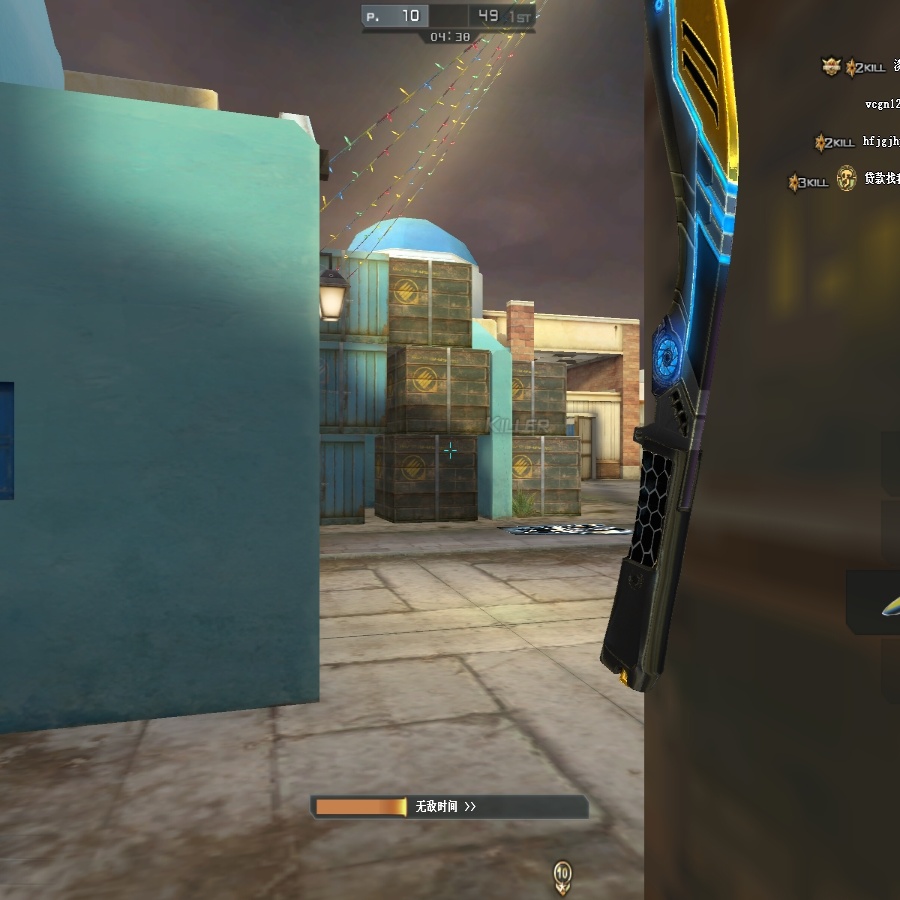 P. 10 49 1ST
04:38
2KILL
vcgn12
2KILL hfjgjh
3KILL 贷款找
KILLER
无敌时间 >>
10